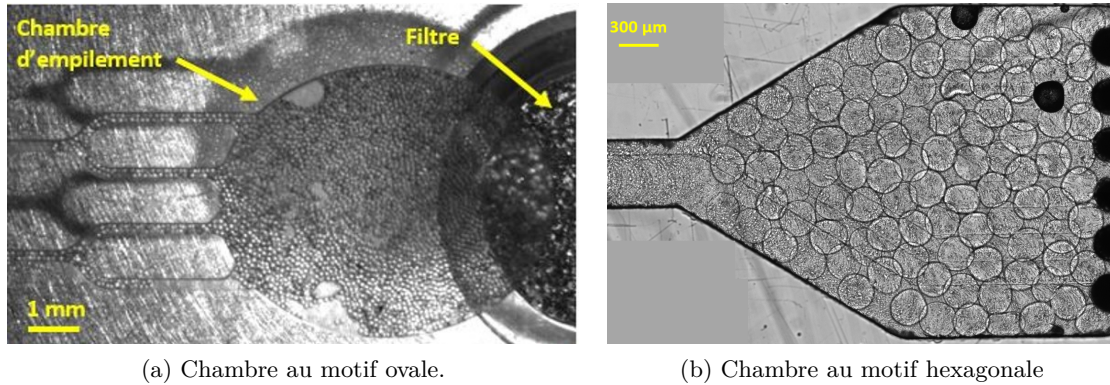 Chambre
d'empilement
Filtre
1 mm
300 µm
(a) Chambre au motif ovale.
(b) Chambre au motif hexagonale